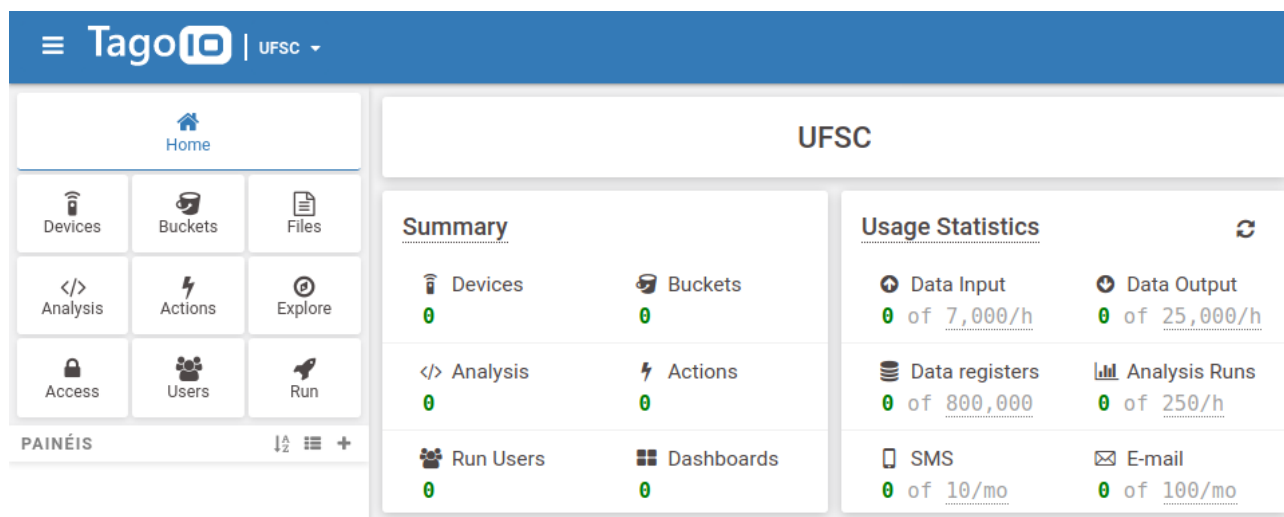 TagoIO | UFSC
Home
Devices
Buckets
Files
Analysis
Actions
Explore
Access
Users
Run
PAINÉIS
UFSC
Summary
Devices
0
Buckets
0
</> Analysis
0
Actions
0
Run Users
0
Dashboards
0
Usage Statistics
Data Input
0 of 7,000/h
Data Output
0 of 25,000/h
Data registers
0 of 800,000
Analysis Runs
0 of 250/h
SMS
0 of 10/mo
E-mail
0 of 100/mo